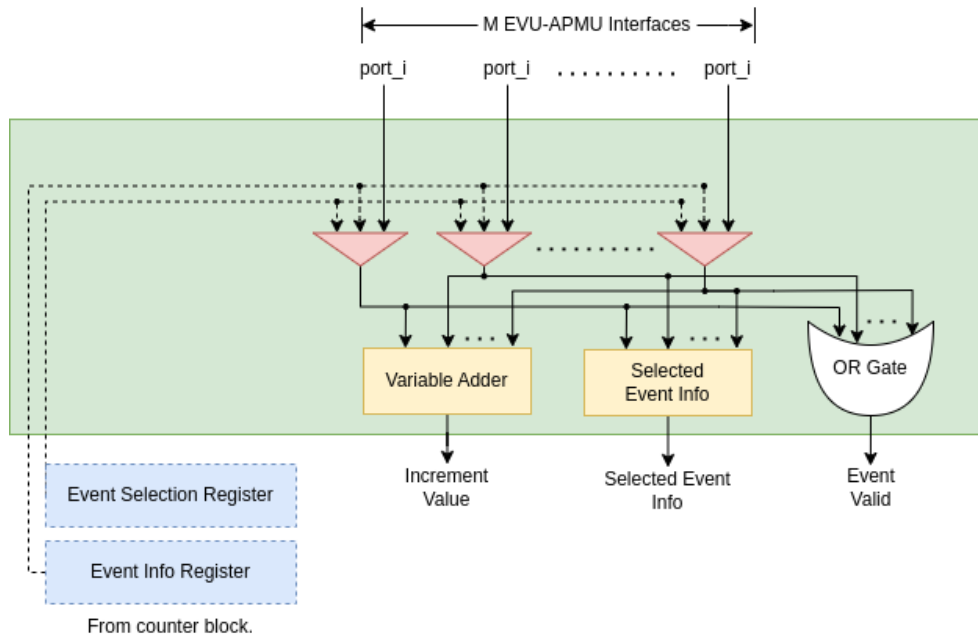 M EVU-APMU Interfaces
port_i port_i .......... port_i
..........
.... .... ....
Variable Adder
Selected
Event Info
OR Gate
Increment
Value
Selected Event
Info
Event
Valid
Event Selection Register
Event Info Register
From counter block.